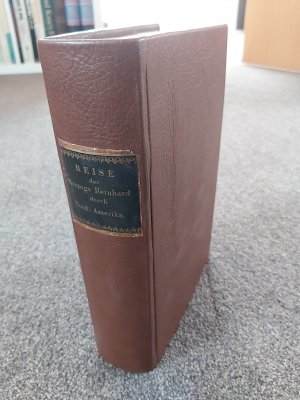 REISE
des
Herzogs Bernhard
durch
Nord-Amerika